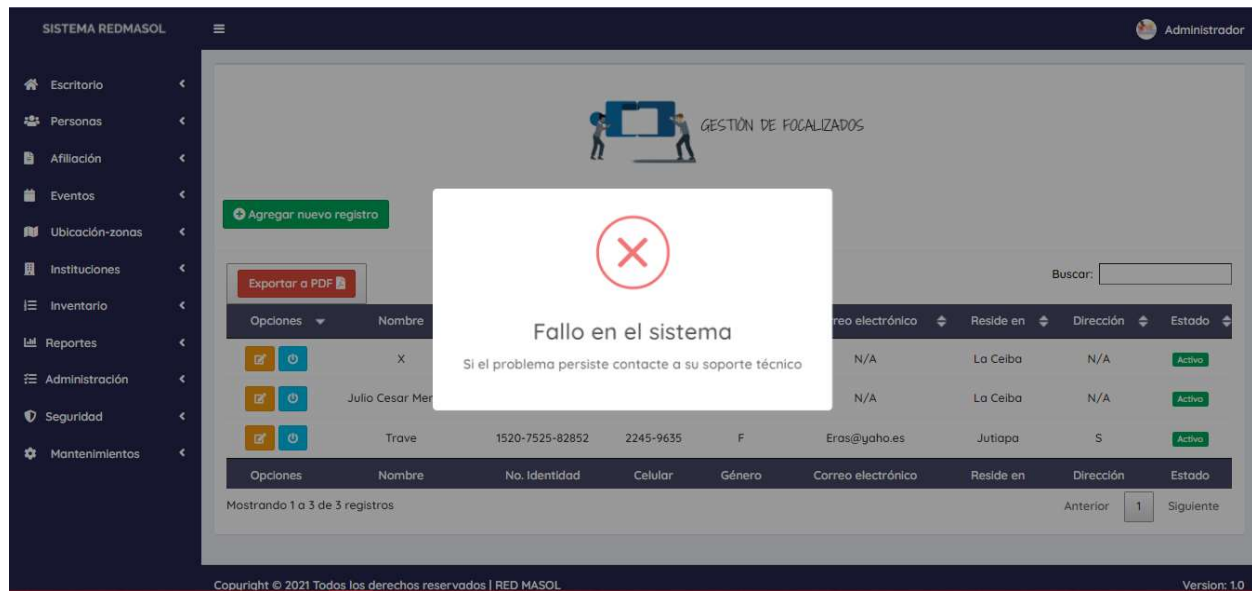 SISTEMA REDMASOL
Administrador
Escritorio
Personas
Afiliación
Eventos
Ubicación-zonas
Instituciones
Inventario
Reportes
Administración
Seguridad
Mantenimientos
GESTIÓN DE FOCALIZADOS
Agregar nuevo registro
Exportar a PDF
Buscar:
Opciones Nombre reo electrónico Reside en Dirección Estado
X N/A La Ceiba N/A Activo
Julio Cesar Mer N/A La Ceiba N/A Activo
Trave 1520-7525-82852 2245-9635 F Eras@yaho.es Jutiapa S Activo
Opciones Nombre No. Identidad Celular Género Correo electrónico Reside en Dirección Estado
Mostrando 1 a 3 de 3 registros
Anterior 1 Siguiente
Fallo en el sistema
Si el problema persiste contacte a su soporte técnico
Copyright © 2021 Todos los derechos reservados | RED MASOL
Version: 1.0